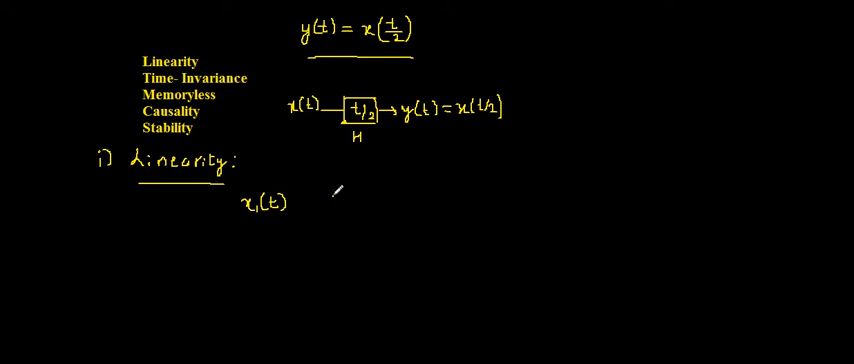 y(t) = x(t/2)
Linearity
Time- Invariance
Memoryless
Causality
Stability
x(t) → t/2 → y(t) = x(t/2]
H
i) Linearity:
x₁(t)